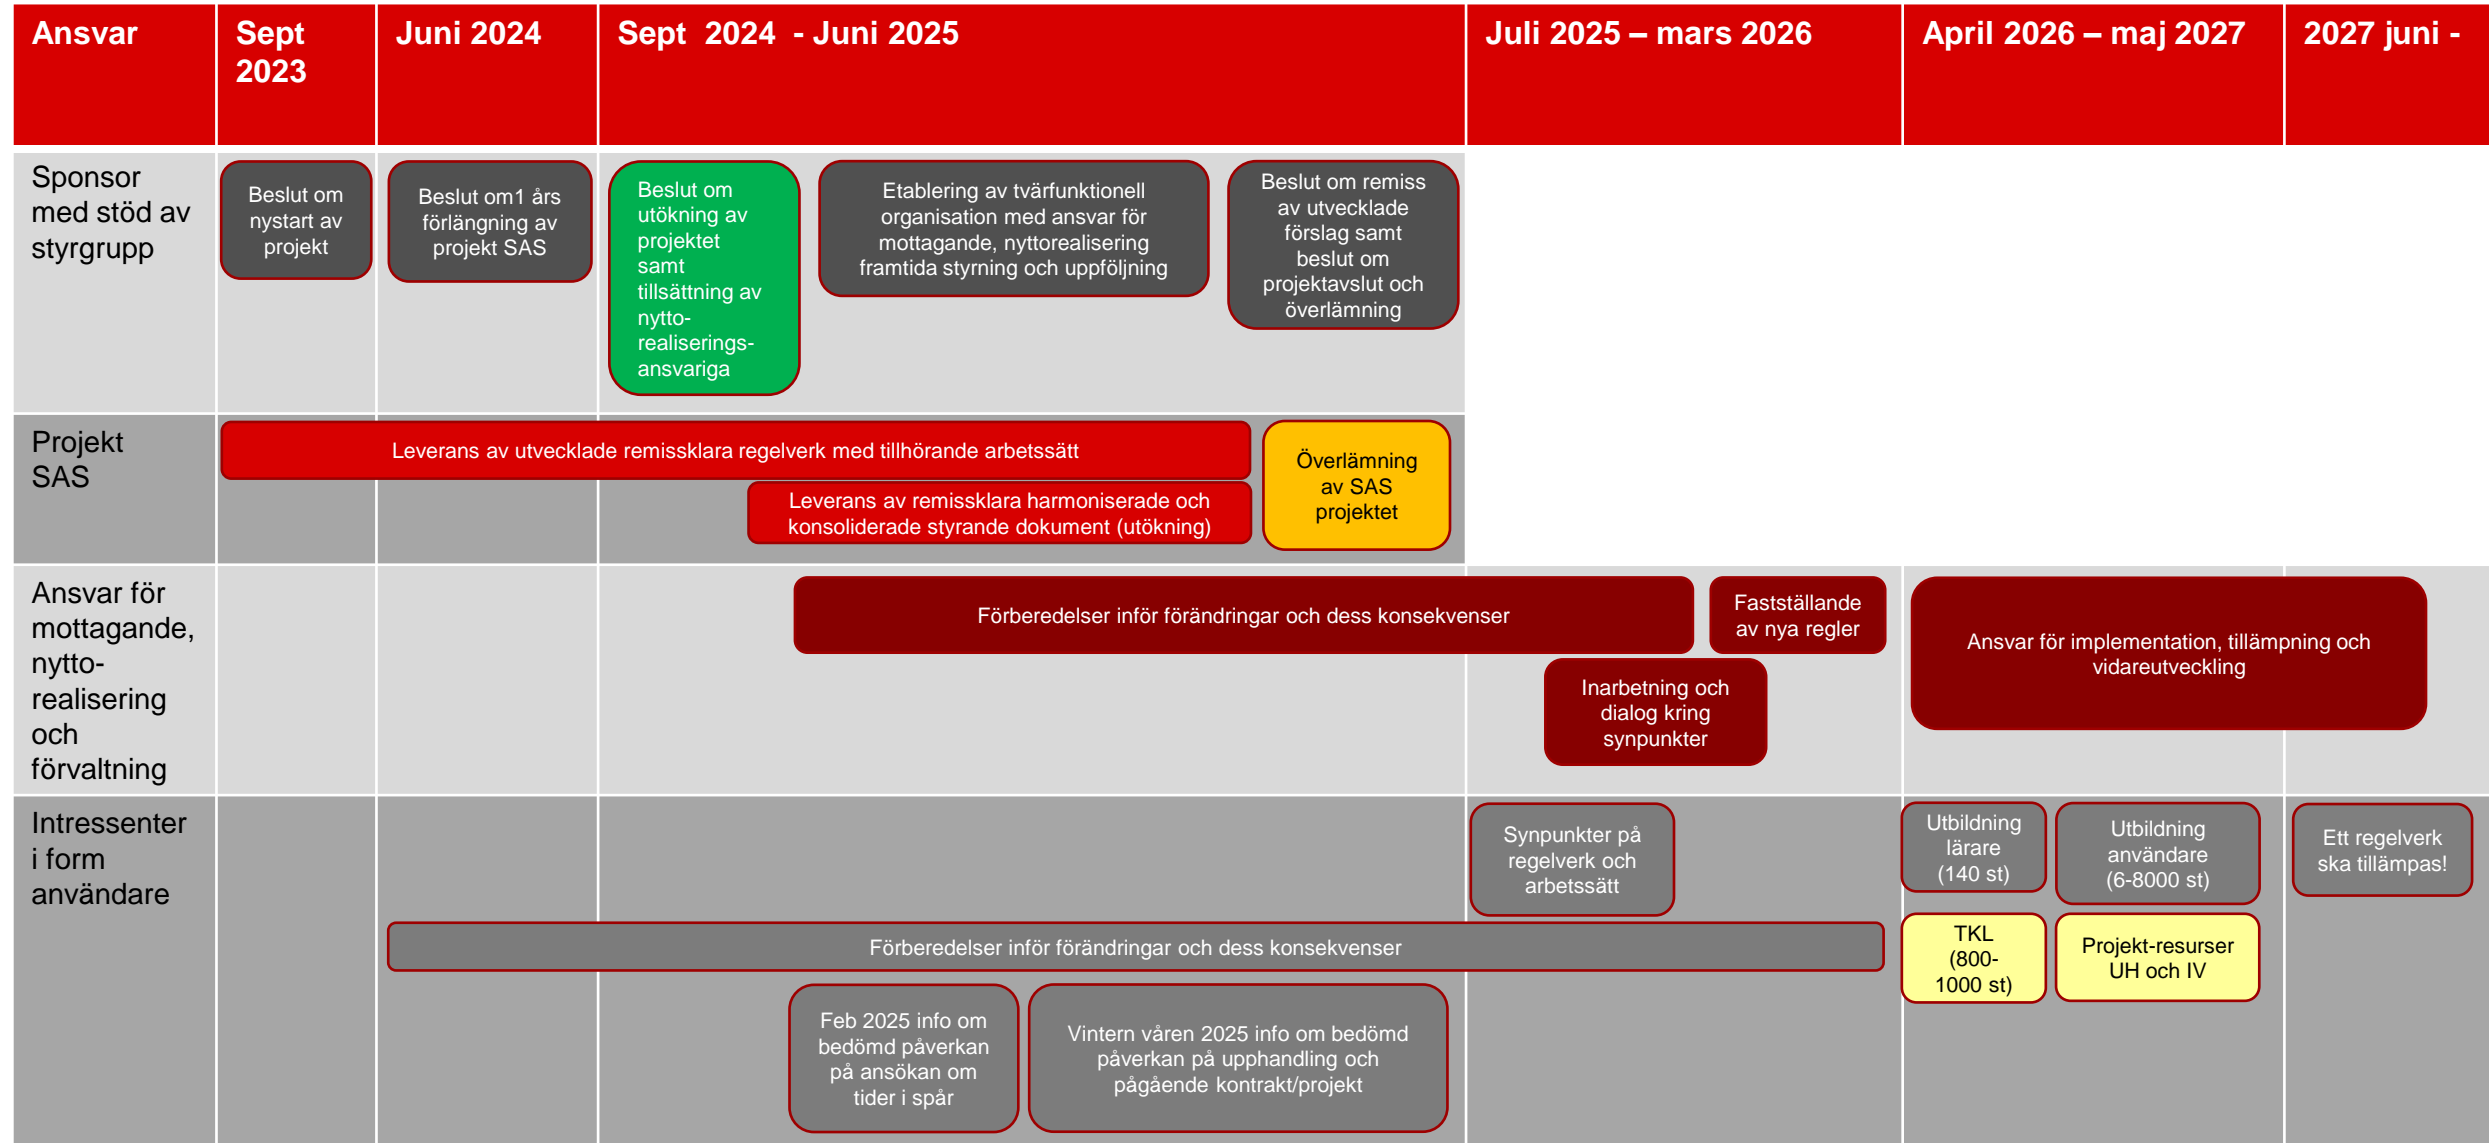 Ansvar
Sept
2023
Juni 2024
Sept  2024  - Juni 2025
Juli 2025 – mars 2026
April 2026 – maj 2027
2027 juni -
Sponsor
med stöd av
styrgrupp
Beslut om
nystart av
projekt
Beslut om1 års
förlängning av
projekt SAS
Beslut om
utökning av
projektet
samt
tillsättning av
nytto-
realiserings-
ansvariga
Etablering av tvärfunktionell
organisation med ansvar för
mottagande, nyttorealisering
framtida styrning och uppföljning
Beslut om remiss
av utvecklade
förslag samt
beslut om
projektavslut och
överlämning
Projekt
SAS
Leverans av utvecklade remissklara regelverk med tillhörande arbetssätt
Leverans av remissklara harmoniserade och
konsoliderade styrande dokument (utökning)
Överlämning
av SAS
projektet
Ansvar för
mottagande,
nytto-
realisering
och
förvaltning
Förberedelser inför förändringar och dess konsekvenser
Fastställande
av nya regler
Inarbetning och
dialog kring
synpunkter
Ansvar för implementation, tillämpning och
vidareutveckling
Intressenter
i form
användare
Synpunkter på
regelverk och
arbetssätt
Utbildning
lärare
(140 st)
Utbildning
användare
(6-8000 st)
Ett regelverk
ska tillämpas!
Förberedelser inför förändringar och dess konsekvenser
TKL
(800-
1000 st)
Projekt-resurser
UH och IV
Feb 2025 info om
bedömd påverkan
på ansökan om
tider i spår
Vintern våren 2025 info om bedömd
påverkan på upphandling och
pågående kontrakt/projekt